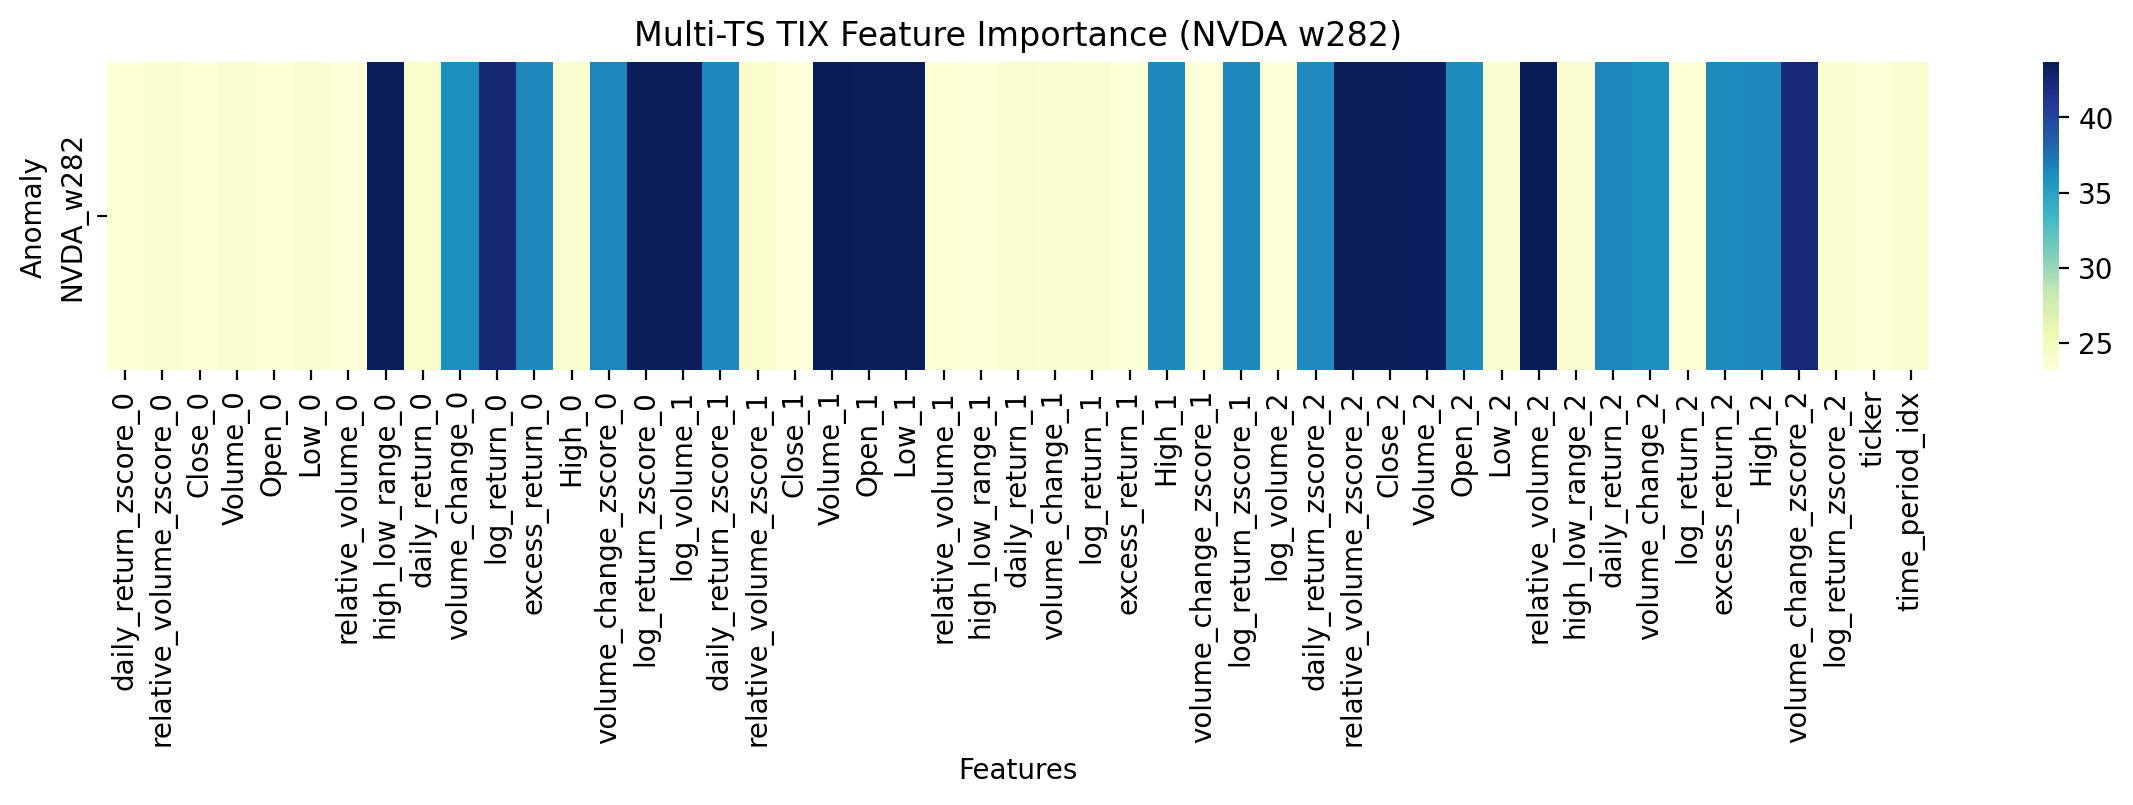 Multi-TS TIX Feature Importance (NVDA w282)
Anomaly
NVDA_w282
40
35
30
25
daily_return_zscore_0
relative_volume_zscore_0
Close_0
Volume_0
Open_0
Low_0
relative_volume_0
high_low_range_0
daily_return_0
volume_change_0
log_return_0
excess_return_0
High_0
volume_change_zscore_0
log_return_zscore_0
log_volume_1
daily_return_zscore_1
relative_volume_zscore_1
Close_1
Volume_1
Open_1
Low_1
relative_volume_1
high_low_range_1
daily_return_1
volume_change_1
log_return_1
excess_return_1
High_1
volume_change_zscore_1
log_return_zscore_1
log_volume_2
daily_return_zscore_2
relative_volume_zscore_2
Close_2
Volume_2
Open_2
Low_2
relative_volume_2
high_low_range_2
daily_return_2
volume_change_2
log_return_2
excess_return_2
High_2
volume_change_zscore_2
log_return_zscore_2
ticker
time_period_idx
Features